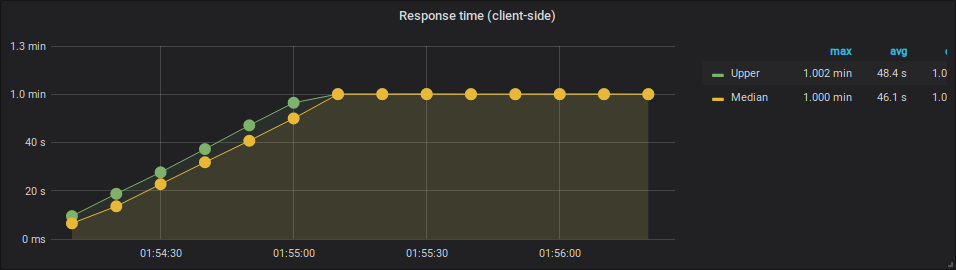 Response time (client-side)
1.3 min
1.0 min
40 s
20 s
0 ms
01:54:30
01:55:00
01:55:30
01:56:00
max avg
Upper 1.002 min 48.4 s 1.0
Median 1.000 min 46.1 s 1.0